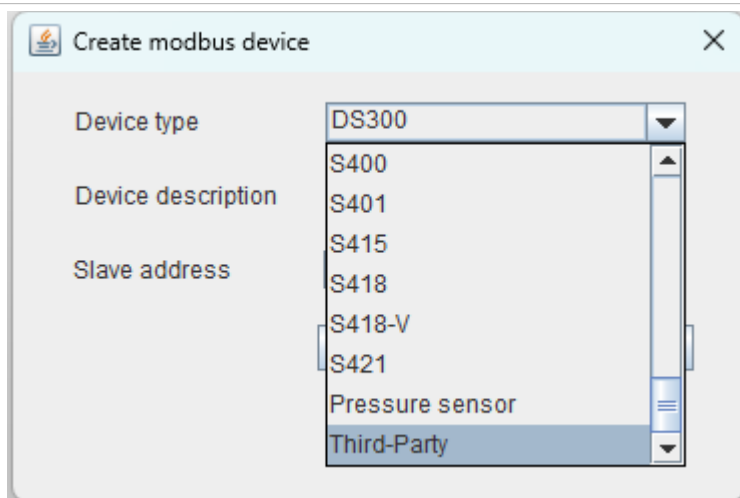 Create modbus device
Device type
DS300
S400
Device description
S401
S415
Slave address
S418
S418-V
S421
Pressure sensor
Third-Party